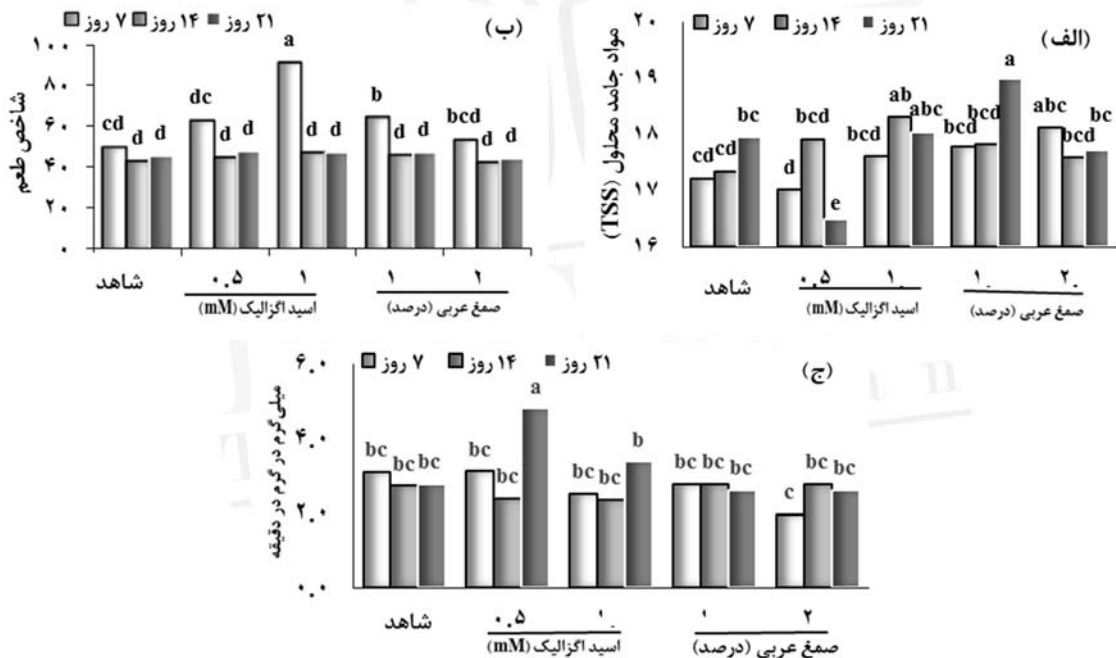 (الف)
۷ روز ۱۴ روز ۲۱ روز
مواد جامد محلول (TSS)
۲۰
۱۹
۱۸
۱۷
۱۶
cd cd bc
d bcd e
bcd ab abc
bcd bcd a
abc bcd bc
شاهد ۰.۵ ۱. ۱. ۲.
اسید اگزالیک (mM) صمغ عربی (درصد)
(ب)
۷ روز ۱۴ روز ۲۱ روز
شاخص طعم
۱۰۰
۸۰
۶۰
۴۰
۲۰
۰
cd d d
dc d d
a d d
b d d
bcd d d
شاهد ۰.۵ ۱ ۱ ۲
اسید اگزالیک (mM) صمغ عربی (درصد)
(ج)
۷ روز ۱۴ روز ۲۱ روز
میلی‌گرم در گرم در دقیقه
۶.۰
۴.۰
۲.۰
۰.۰
bc bc bc
bc bc a
bc bc b
bc bc bc
c bc bc
شاهد ۰.۵ ۱. ۱ ۲
اسید اگزالیک (mM) صمغ عربی (درصد)